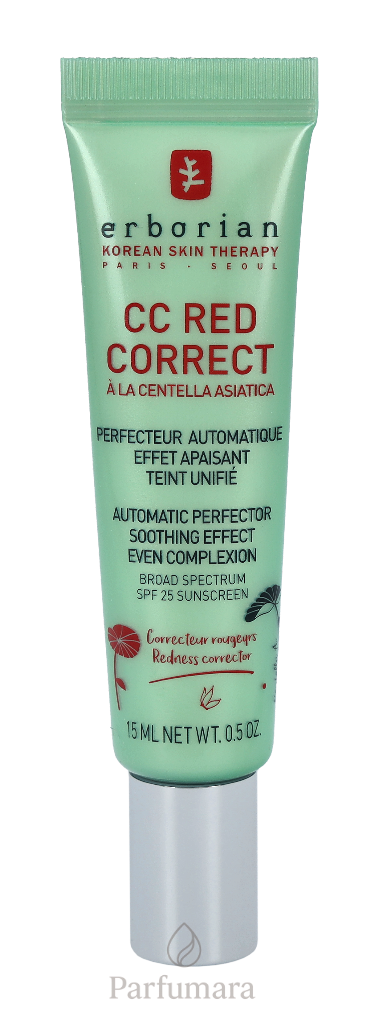 erborian
KOREAN SKIN THERAPY
PARIS - SEOUL
CC RED
CORRECT
À LA CENTELLA ASIATICA
PERFECTEUR AUTOMATIQUE
EFFET APAISANT
TEINT UNIFIÉ
AUTOMATIC PERFECTOR
SOOTHING EFFECT
EVEN COMPLEXION
BROAD SPECTRUM
SPF 25 SUNSCREEN
Correcteur rougeurs
Redness corrector
15 ML NET WT. 0.5 OZ.
Parfumara